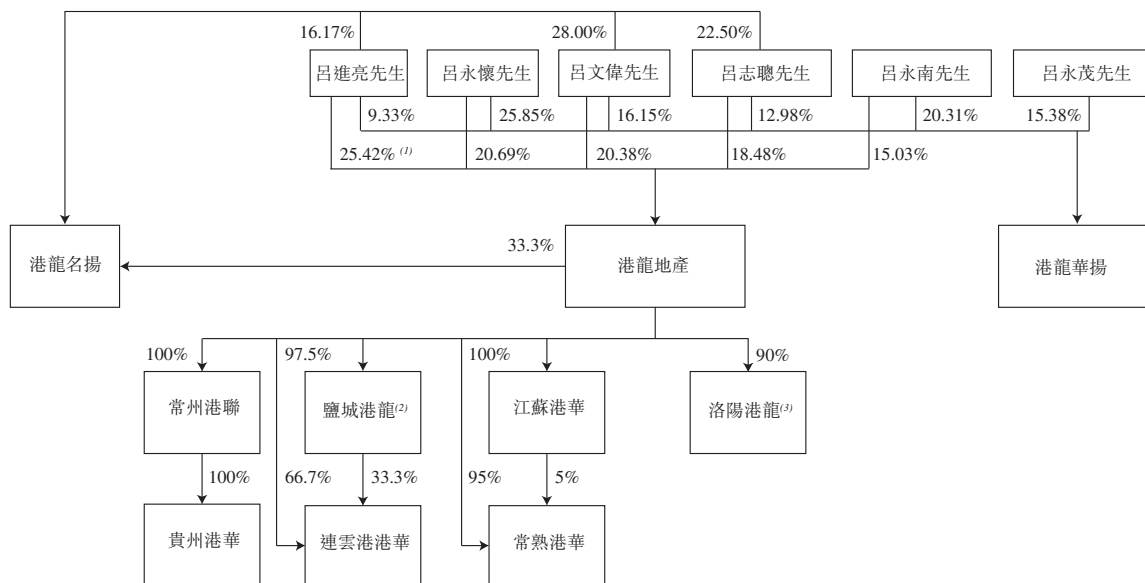 16.17%
28.00%
22.50%
呂進亮先生
呂永懷先生
呂文偉先生
呂志聰先生
呂永南先生
呂永茂先生
9.33%
25.85%
16.15%
12.98%
20.31%
15.38%
25.42% (1)
20.69%
20.38%
18.48%
15.03%
港龍名揚
33.3%
港龍地產
港龍華揚
100%
97.5%
100%
90%
常州港聯
鹽城港龍(2)
江蘇港華
洛陽港龍(3)
100%
66.7%
33.3%
95%
5%
貴州港華
連雲港港華
常熟港華